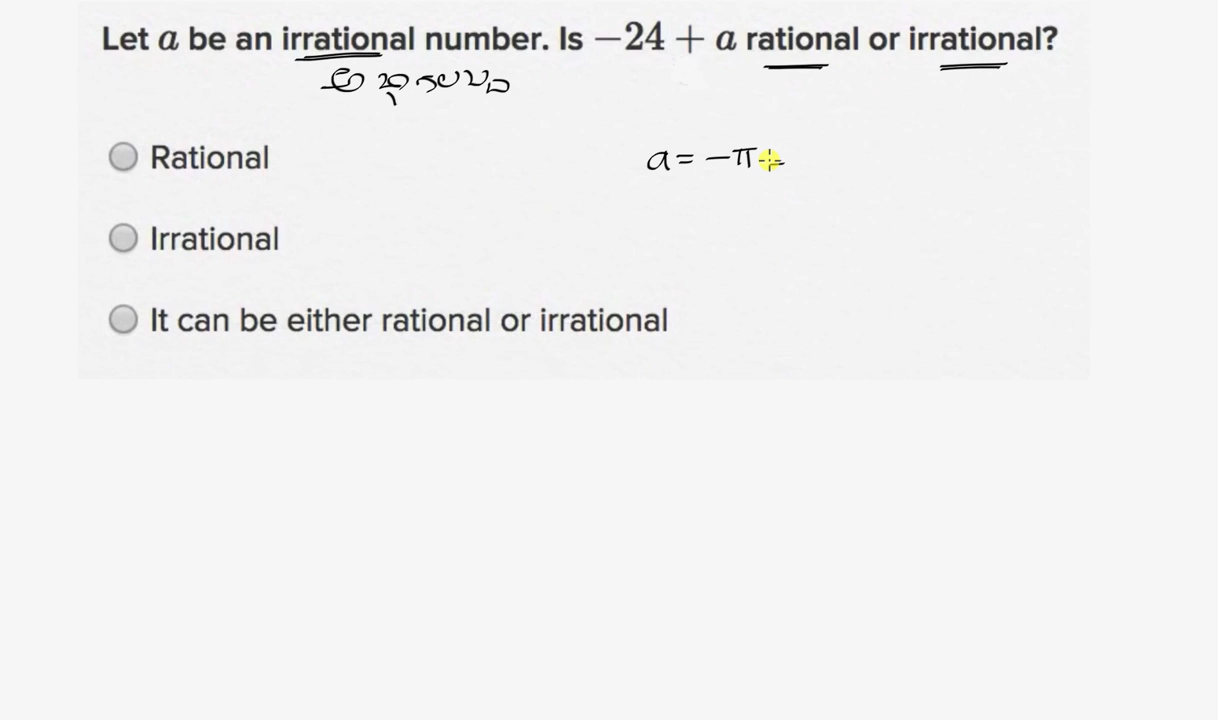 Let a be an irrational number. Is −24 + a rational or irrational?
Rational
a = −π =
Irrational
It can be either rational or irrational